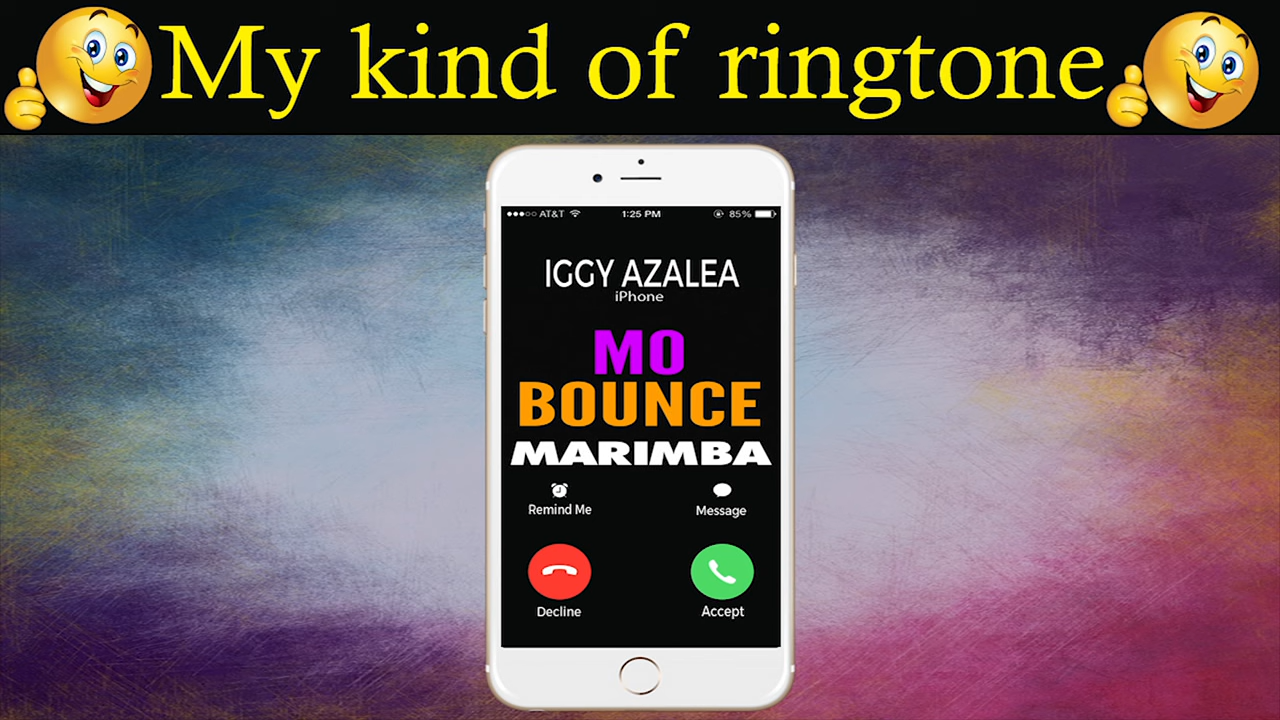 My kind of ringtone
AT&T 1:25 PM 85%
IGGY AZALEA
iPhone
MO
BOUNCE
MARIMBA
Remind Me Message
Decline Accept